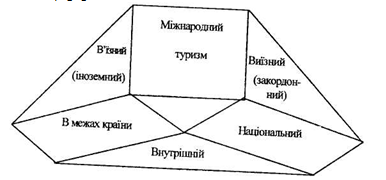 Міжнародний
туризм
В'їзний
(іноземний)
Виїзний
(закордон-
ний)
В межах країни
Національний
Внутрішній